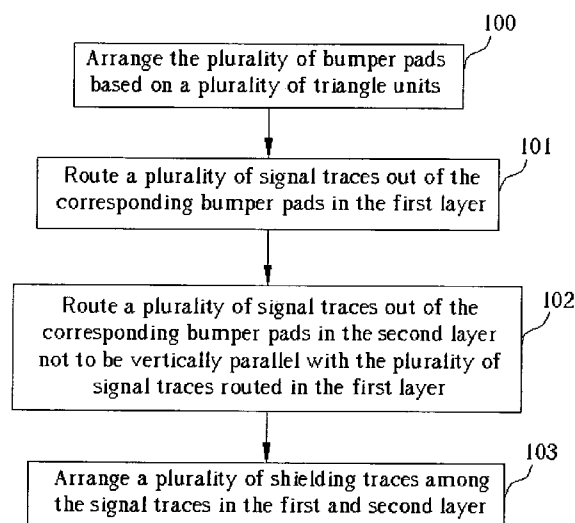 100
Arrange the plurality of bumper pads
based on a plurality of triangle units
101
Route a plurality of signal traces out of the
corresponding bumper pads in the first layer
102
Route a plurality of signal traces out of the
corresponding bumper pads in the second layer
not to be vertically parallel with the plurality of
signal traces routed in the first layer
103
Arrange a plurality of shielding traces among
the signal traces in the first and second layer